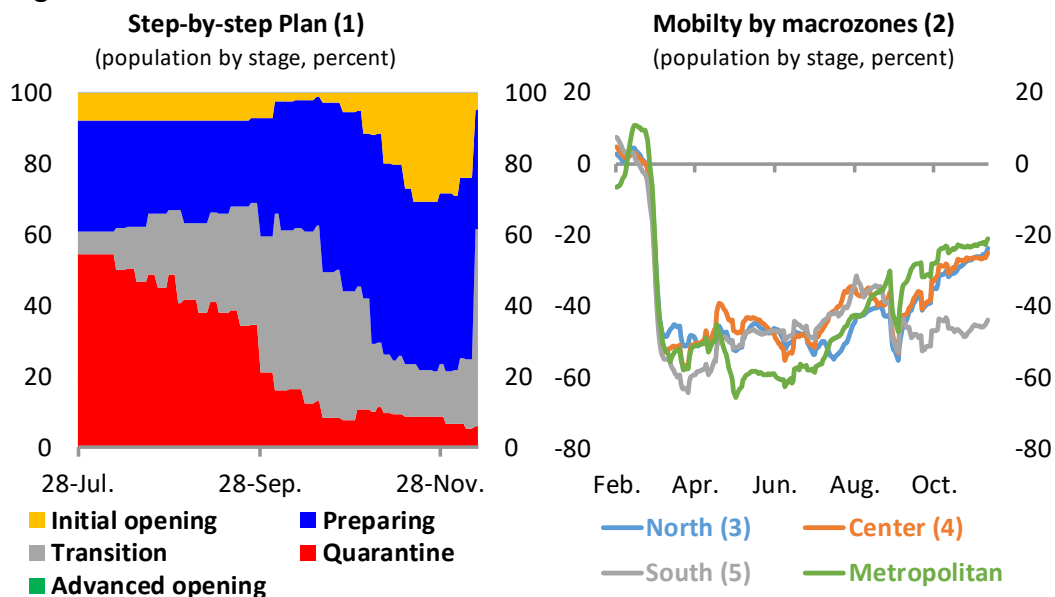 Step-by-step Plan (1)
(population by stage, percent)
100
80
60
40
20
0
100
80
60
40
20
0
28-Jul.
28-Sep.
28-Nov.
Initial opening
Preparing
Transition
Quarantine
Advanced opening
Mobilty by macrozones (2)
(population by stage, percent)
20
0
-20
-40
-60
-80
20
0
-20
-40
-60
-80
Feb.
Apr.
Jun.
Aug.
Oct.
North (3)
Center (4)
South (5)
Metropolitan